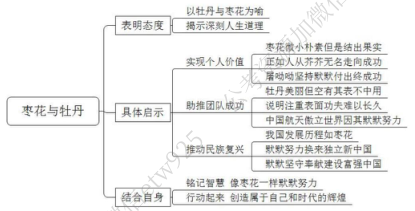 枣花与牡丹
表明态度
以牡丹与枣花为喻
揭示深刻人生道理
具体启示
实现个人价值
枣花微小朴素但是结出果实
正如人从芥芥无名走向成功
屠呦呦坚持默默付出终成功
助推团队成功
牡丹美丽但空有其表不中用
说明注重表面功夫难以长久
中国航天傲立世界因其默默努力
推动民族复兴
我国发展历程如枣花
默默努力换来独立新中国
默默坚守奉献建设富强中国
结合自身
铭记智慧 像枣花一样默默努力
行动起来 创造属于自己和时代的辉煌